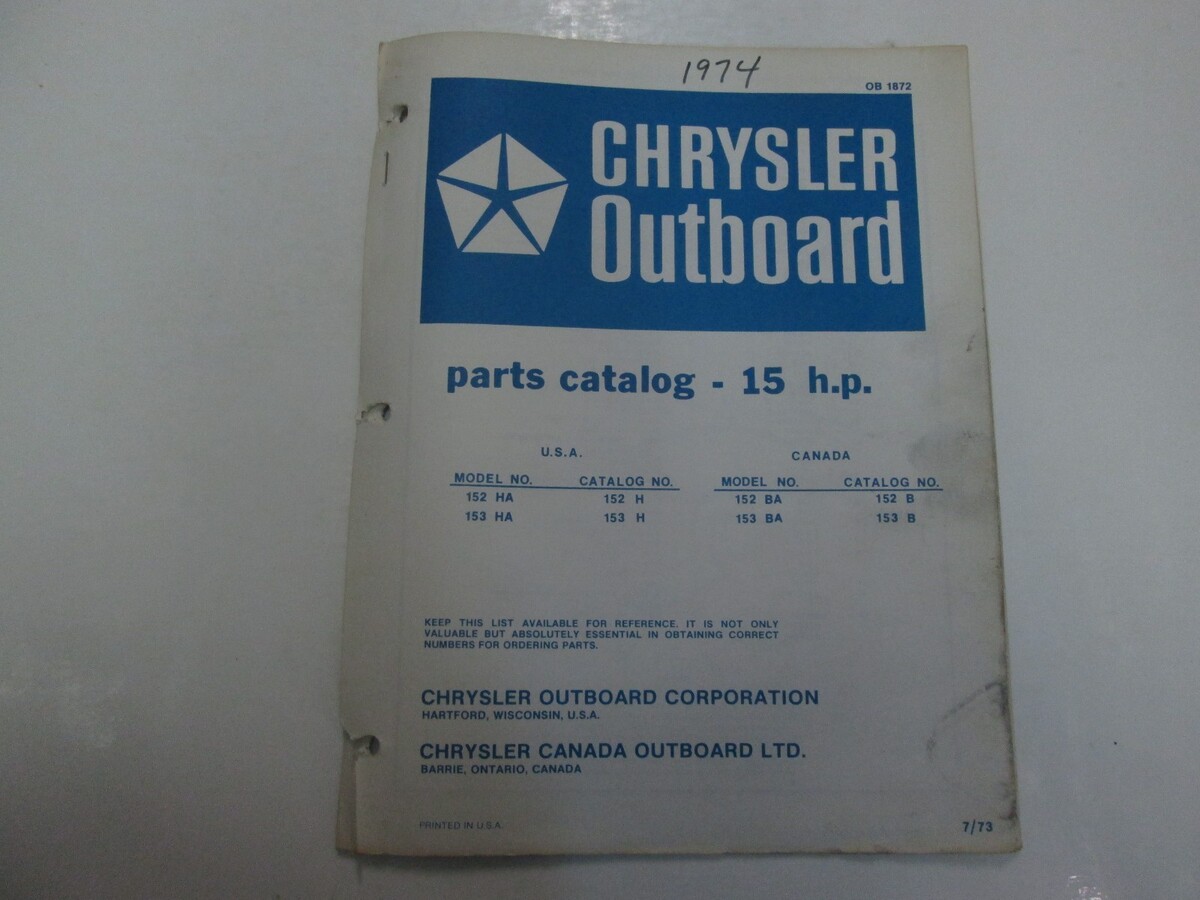 1974
OB 1872
CHRYSLER
Outboard
parts catalog - 15 h.p.
U.S.A. CANADA
MODEL NO. CATALOG NO. MODEL NO. CATALOG NO.
152 HA 152 H 152 BA 152 B
153 HA 153 H 153 BA 153 B
KEEP THIS LIST AVAILABLE FOR REFERENCE. IT IS NOT ONLY
VALUABLE BUT ABSOLUTELY ESSENTIAL IN OBTAINING CORRECT
NUMBERS FOR ORDERING PARTS.
CHRYSLER OUTBOARD CORPORATION
HARTFORD, WISCONSIN, U.S.A.
CHRYSLER CANADA OUTBOARD LTD.
BARRIE, ONTARIO, CANADA
PRINTED IN U.S.A. 7/73